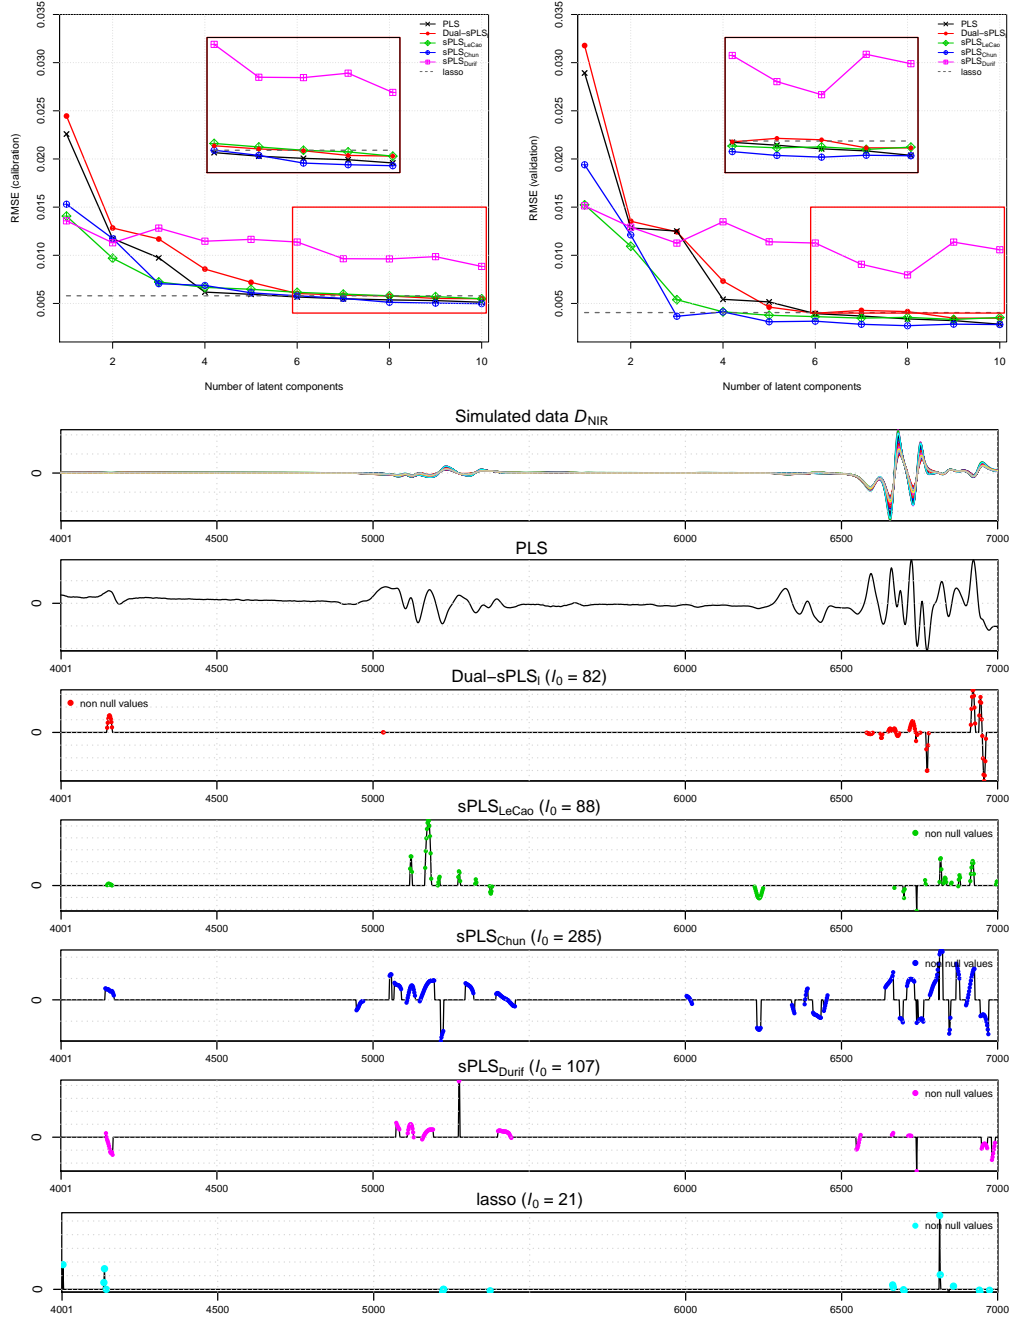 0.035
0.030
0.025
0.020
0.015
0.010
0.005
RMSE (calibration)
PLS
Dual−sPLSl
sPLSLeCao
sPLSChun
sPLSDurif
lasso
2 4 6 8 10
Number of latent components
0.035
0.030
0.025
0.020
0.015
0.010
0.005
RMSE (validation)
PLS
Dual−sPLSl
sPLSLeCao
sPLSChun
sPLSDurif
lasso
2 4 6 8 10
Number of latent components
Simulated data DNIR
0
4001 5000 6000 7000
PLS
0
4001 4500 5000 5500 6000 6500 7000
Dual−sPLSl (l0 = 82)
non null values
0
4001 4500 5000 5500 6000 6500 7000
sPLSLeCao (l0 = 88)
non null values
0
4001 4500 5000 5500 6000 6500 7000
sPLSChun (l0 = 285)
non null values
0
4001 4500 5000 5500 6000 6500 7000
sPLSDurif (l0 = 107)
non null values
0
4001 4500 5000 5500 6000 6500 7000
lasso (l0 = 21)
non null values
0
4001 4500 5000 5500 6000 6500 7000